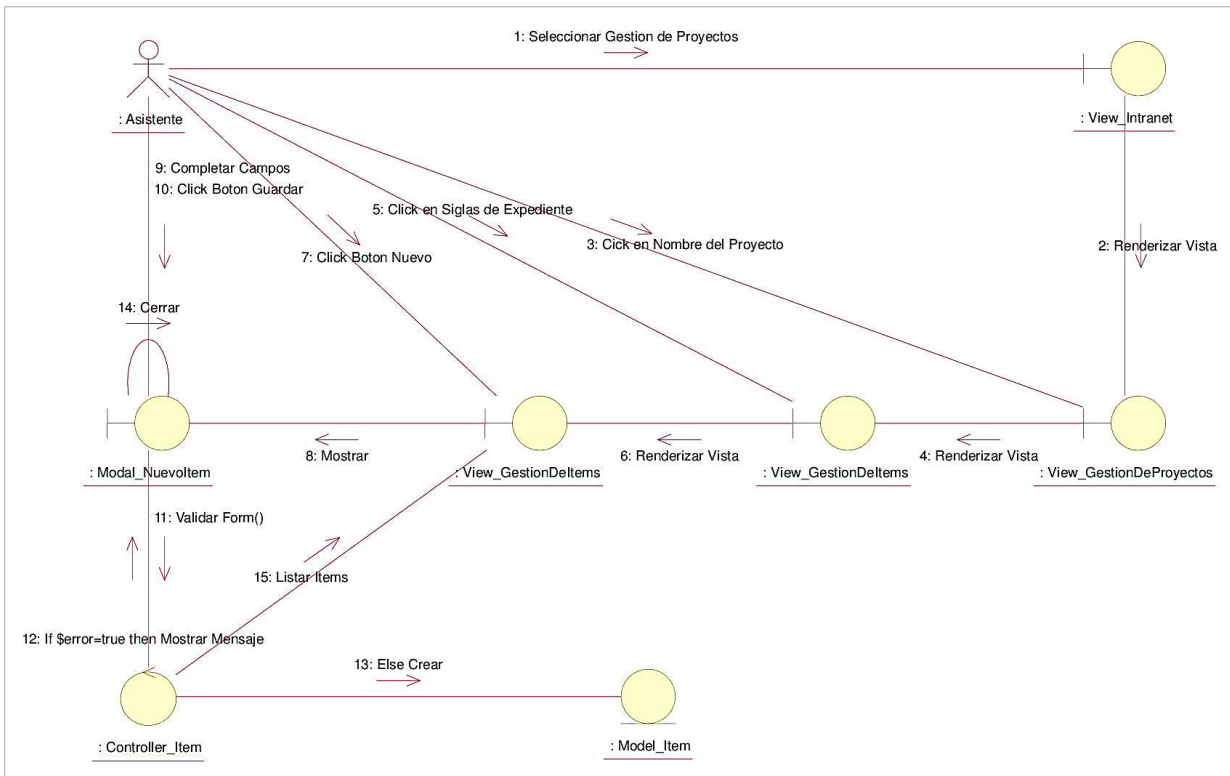 1: Seleccionar Gestion de Proyectos
: Asistente
: View_Intranet
9: Completar Campos
10: Click Boton Guardar
5: Click en Siglas de Expediente
3: Cick en Nombre del Proyecto
2: Renderizar Vista
7: Click Boton Nuevo
14: Cerrar
8: Mostrar
6: Renderizar Vista
4: Renderizar Vista
: Modal_NuevoItem
: View_GestionDeItems
: View_GestionDeItems
: View_GestionDeProyectos
11: Validar Form()
15: Listar Items
12: If $error=true then Mostrar Mensaje
13: Else Crear
: Controller_Item
: Model_Item